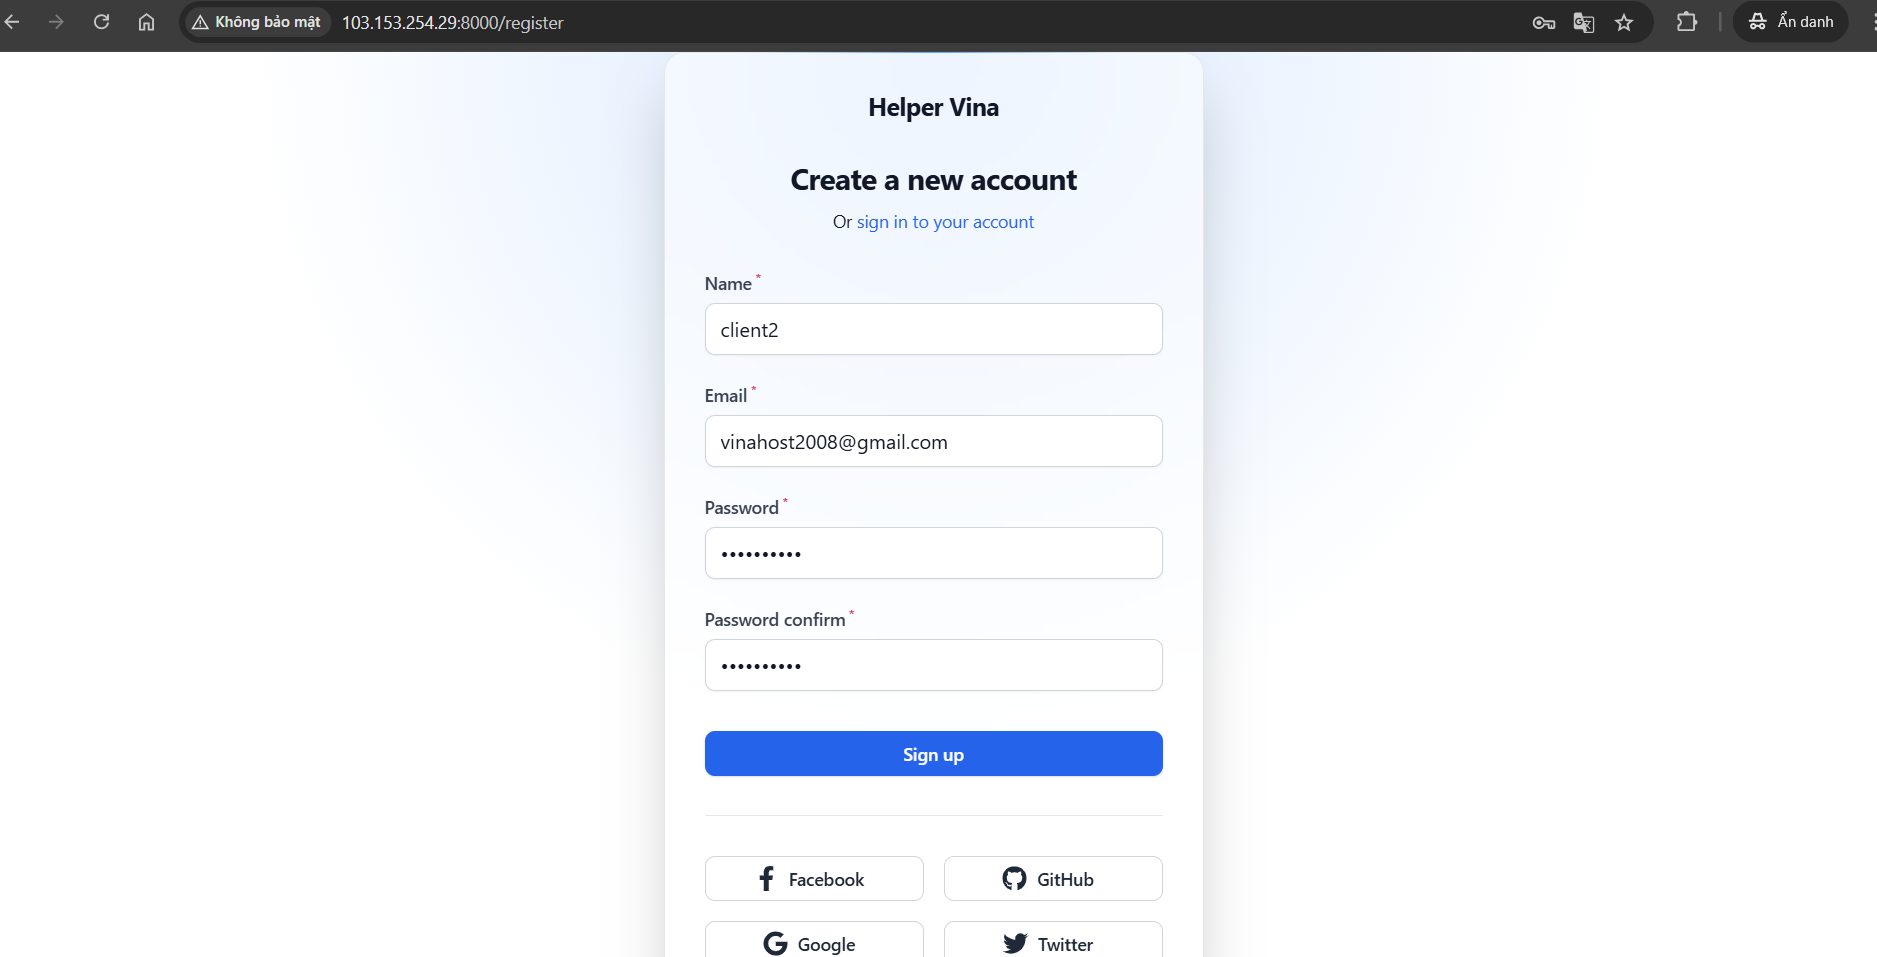 Không bảo mật 103.153.254.29:8000/register Ẩn danh
Helper Vina
Create a new account
Or sign in to your account
Name *
client2
Email *
vinahost2008@gmail.com
Password *
••••••••••
Password confirm *
••••••••••
Sign up
Facebook GitHub
Google Twitter